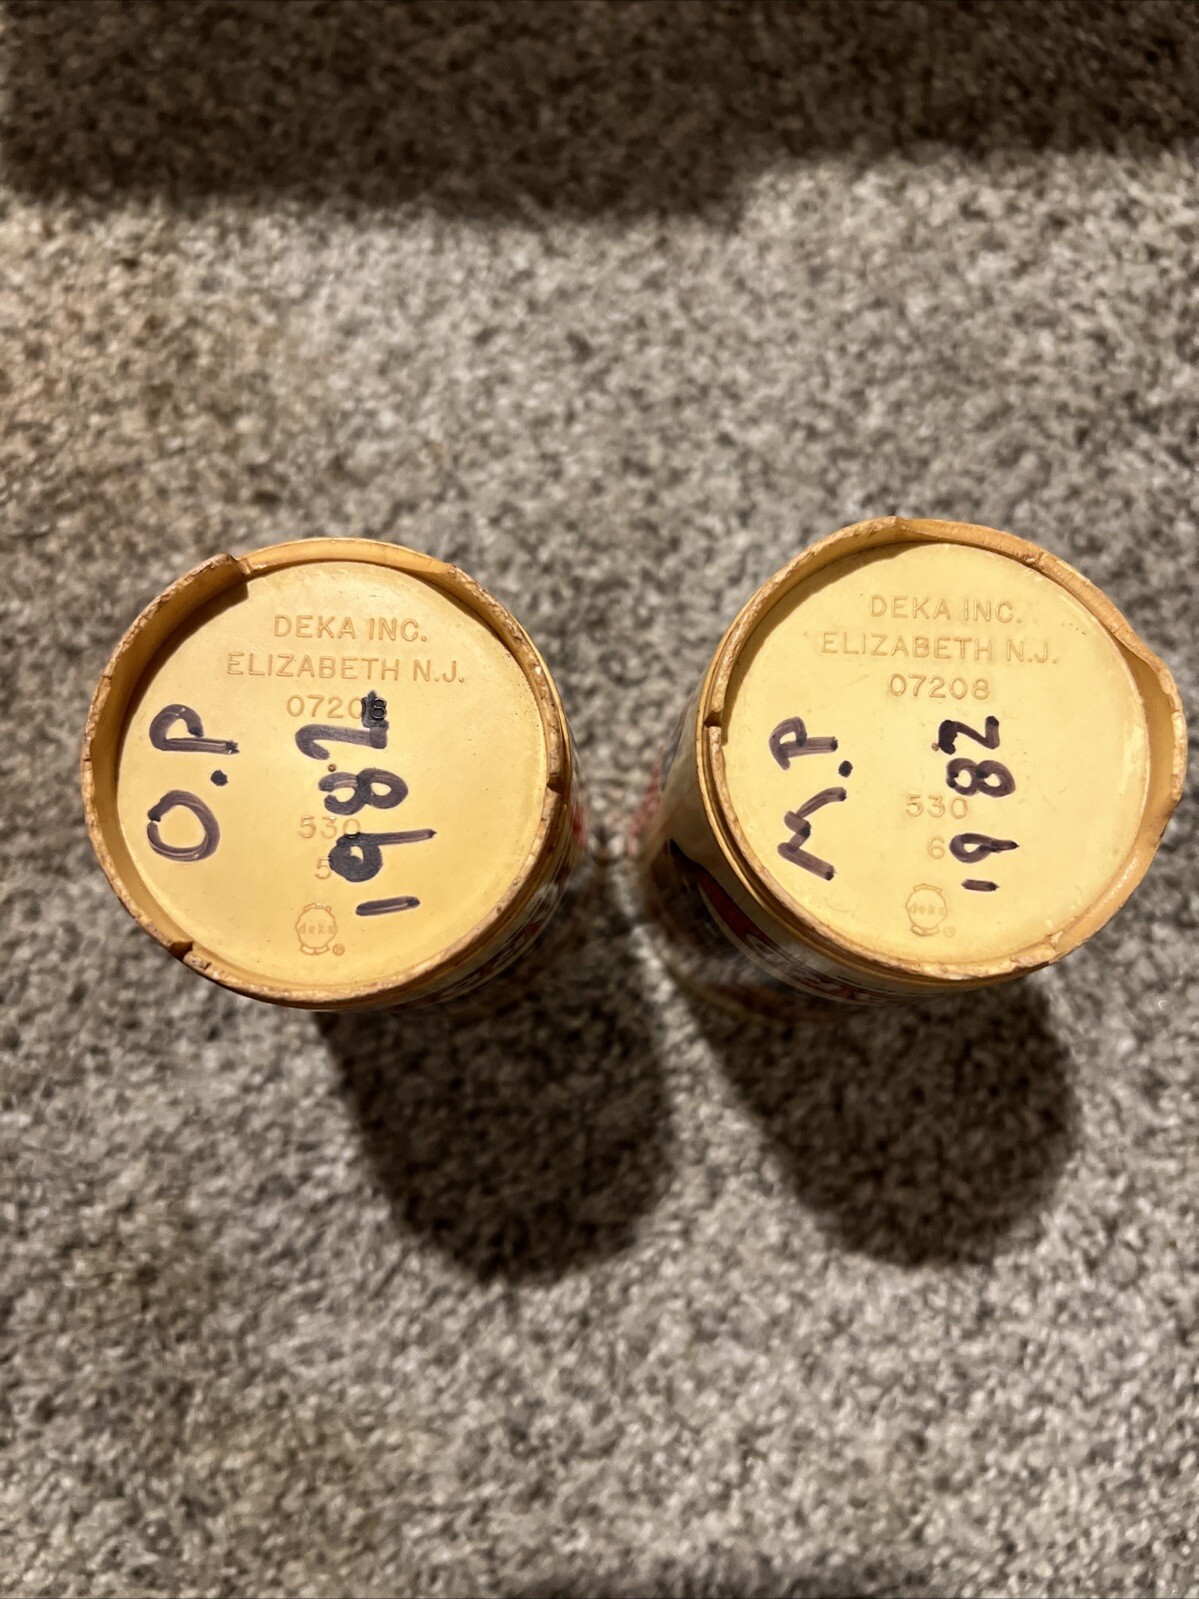 DEKA INC.
ELIZABETH N.J.
07208
530
5
deka
®
O.P
1982
DEKA INC.
ELIZABETH N.J.
07208
530
6
deka
®
M.P
1982